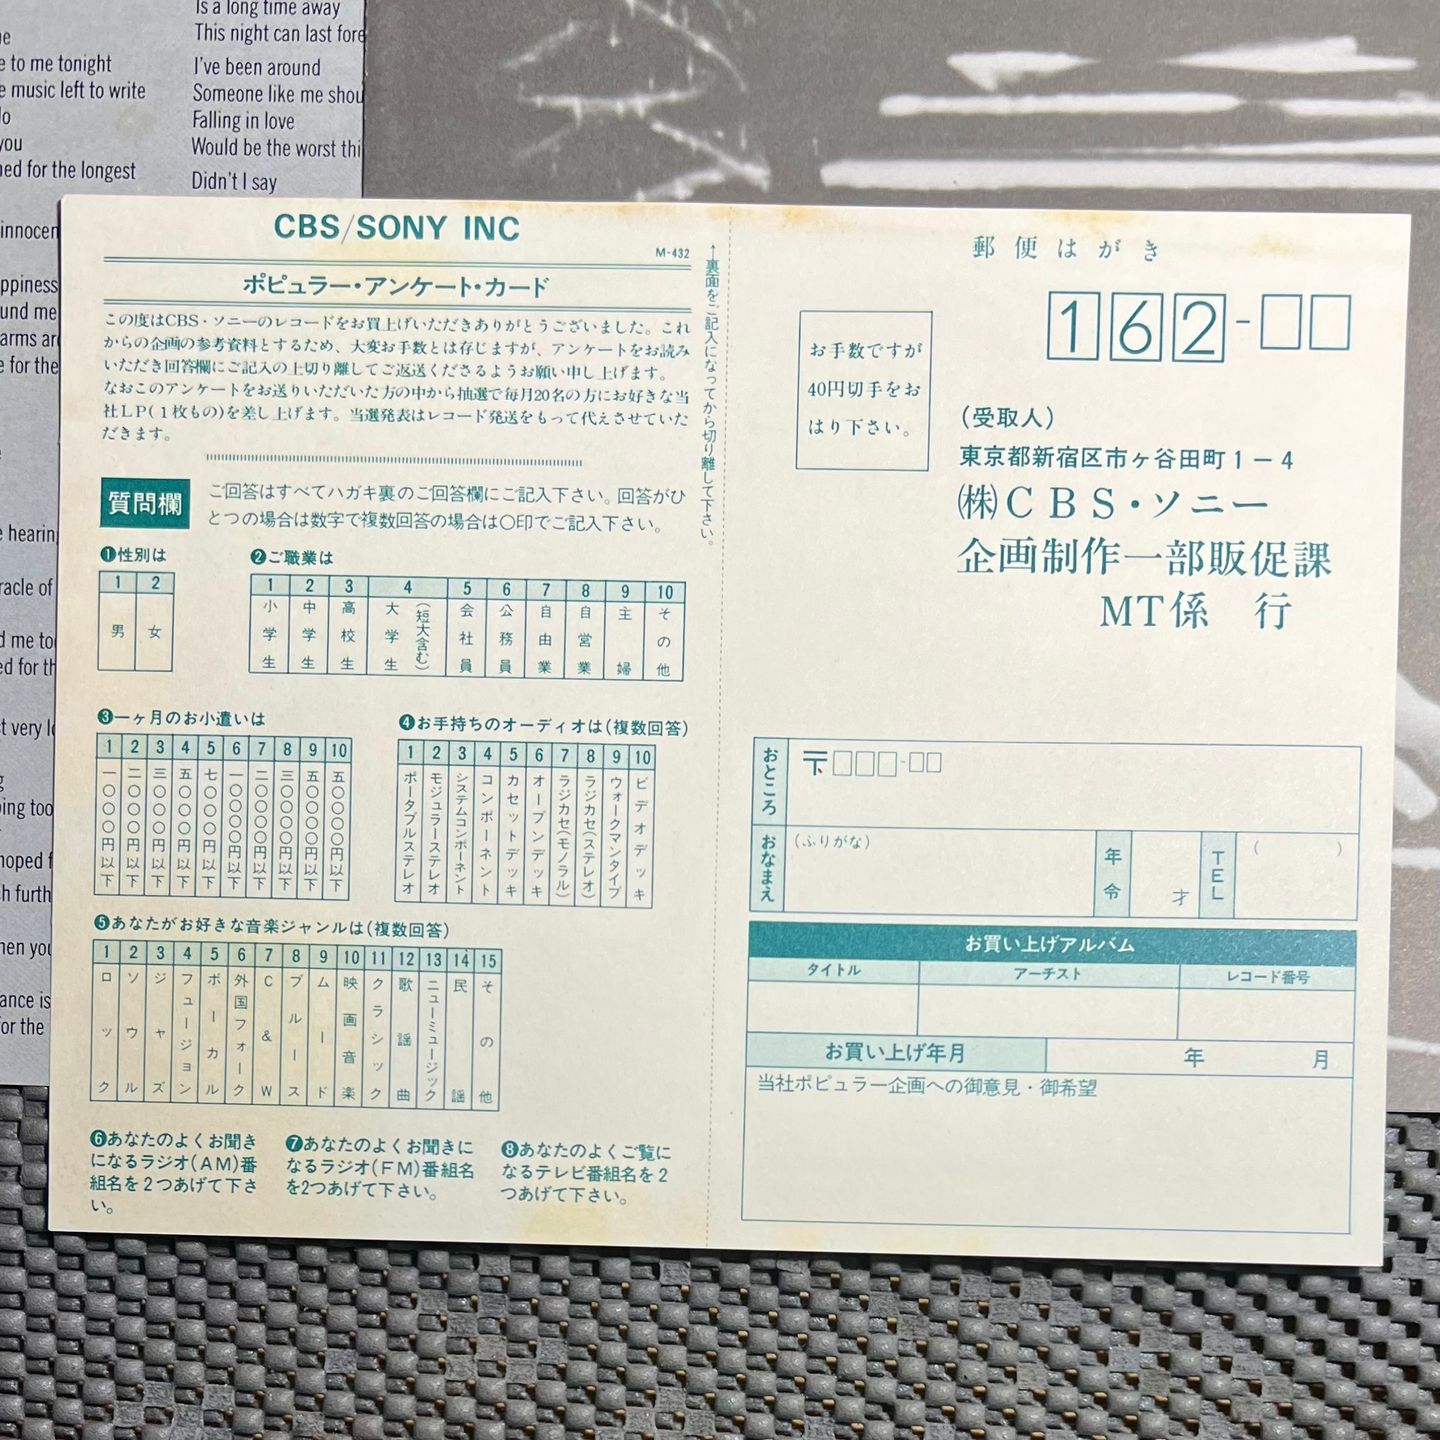 Is a long time away
This night can last fore
e to me tonight
I've been around
e music left to write
Someone like me shou
Falling in love
you
Would be the worst thi
ned for the longest
Didn't I say
innocen
ppiness
und me
arms ar
e for the
e hearin
racle of
d me to
ed for th
t very lo
ping too
hoped f
sh furth
hen you
ance is
or the
CBS/SONY INC
M-432
ポピュラー・アンケート・カード
この度はCBS・ソニーのレコードをお買上げいただきありがとうございました。これ
からの企画の参考資料とするため、大変お手数とは存じますが、アンケートをお読み
いただき回答欄にご記入の上切り離してご返送くださるようお願い申し上げます。
なおこのアンケートをお送りいただいた方の中から抽選で毎月20名の方にお好きな当
社LP(1枚もの)を差し上げます。当選発表はレコード発送をもって代えさせていた
だきます。
↑裏面をご記入になってから切り離して下さい。
質問欄
ご回答はすべてハガキ裏のご回答欄にご記入下さい。回答がひ
とつの場合は数字で複数回答の場合は○印でご記入下さい。
❶性別は
1 2
男
女
❷ご職業は
1 2 3 4 5 6 7 8 9 10
小学生
中学生
高校生
大学生(短大含む)
会社員
公務員
自由業
自営業
主婦
その他
❸一ヶ月のお小遣いは
1 2 3 4 5 6 7 8 9 10
一〇〇〇円以下
二〇〇〇円以下
三〇〇〇円以下
五〇〇〇円以下
七〇〇〇円以下
一〇〇〇〇円以下
二〇〇〇〇円以下
三〇〇〇〇円以下
五〇〇〇〇円以下
五〇〇〇〇円以下
❹お手持ちのオーディオは(複数回答)
1 2 3 4 5 6 7 8 9 10
ポータブルステレオ
モジュラーステレオ
システムコンポーネント
コンポーネント
カセットデッキ
オープンデッキ
ラジカセ(モノラル)
ラジカセ(ステレオ)
ウォークマンタイプ
ビデオデッキ
❺あなたがお好きな音楽ジャンルは(複数回答)
1 2 3 4 5 6 7 8 9 10 11 12 13 14 15
ロック
ソウル
ジャズ
フュージョン
ボーカル
外国フォーク
C&W
ブルース
ムード
映画音楽
クラシック
歌謡曲
ニューミュージック
民謡
その他
❻あなたのよくお聞き
になるラジオ(AM)番
組名を2つあげて下さ
い。
❼あなたのよくお聞きに
なるラジオ(FM)番組名
を2つあげて下さい。
❽あなたのよくご覧に
なるテレビ番組名を2
つあげて下さい。
郵便はがき
162-
お手数ですが
40円切手をお
はり下さい。
(受取人)
東京都新宿区市ヶ谷田町1-4
㈱CBS・ソニー
企画制作一部販促課
MT係 行
おところ
〒□□□-□□
おなまえ
(ふりがな)
年令
才
TEL
( )
お買い上げアルバム
タイトル アーチスト レコード番号
お買い上げ年月 年 月
当社ポピュラー企画への御意見・御希望